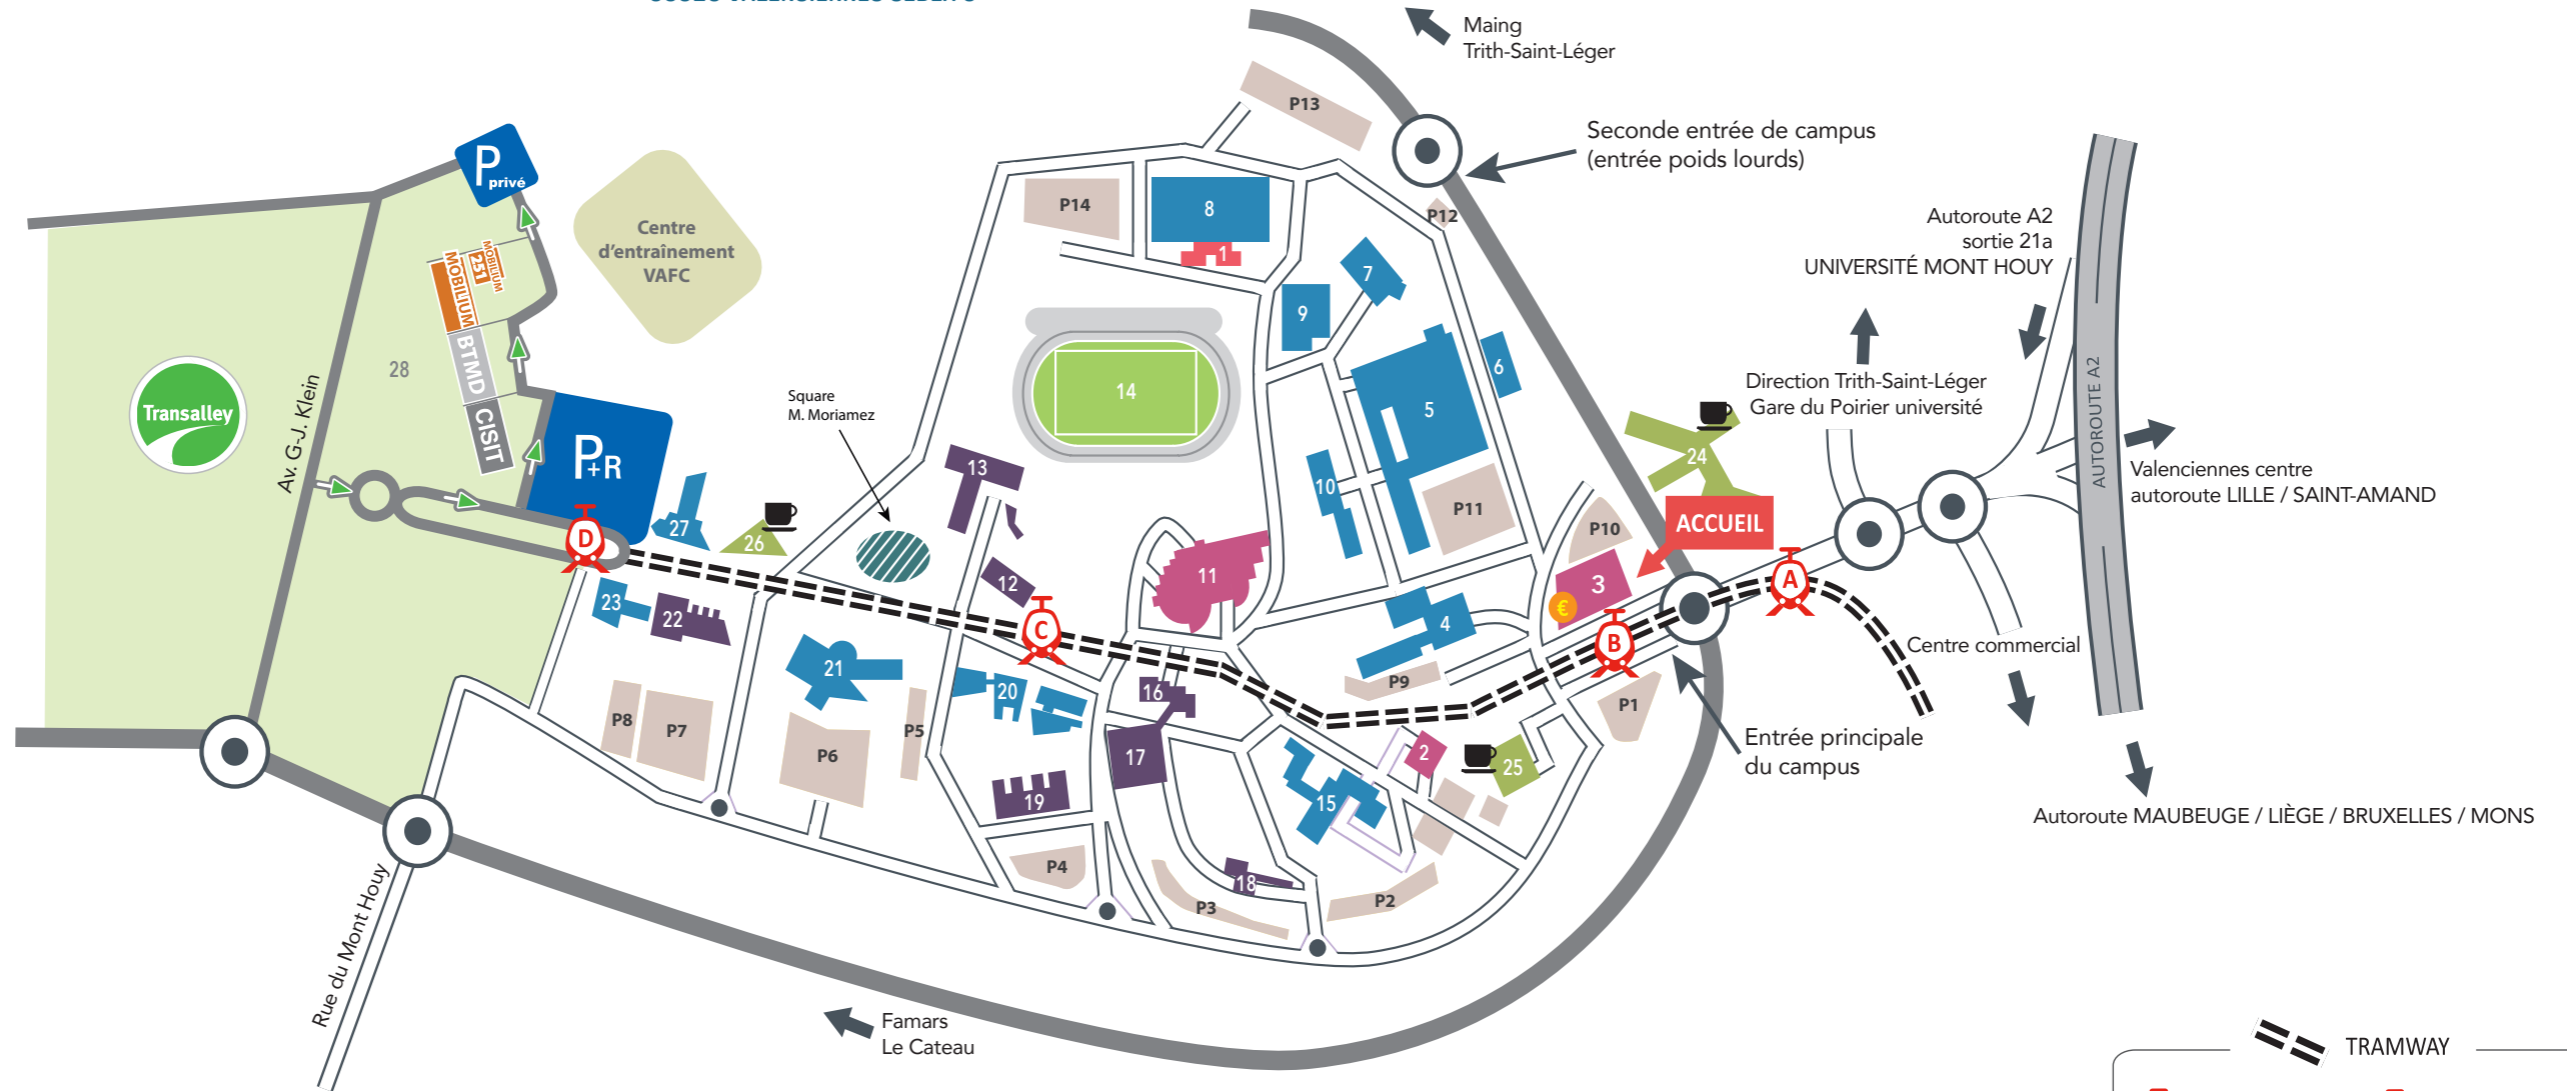 Maing
Trith-Saint-Léger
P13
Seconde entrée de campus
(entrée poids lourds)
P
privé
P14
8
1
P12
Autoroute A2
sortie 21a
UNIVERSITÉ MONT HOUY
Centre
d'entraînement
VAFC
MOBILIUM
251
MOBILIUM
BTMD
CISIT
7
9
6
28
14
5
Transalley
Av. G-J. Klein
Square
M. Moriamez
Direction Trith-Saint-Léger
Gare du Poirier université
AUTOROUTE A2
Valenciennes centre
autoroute LILLE / SAINT-AMAND
P+R
13
10
P11
24
P10
ACCUEIL
D
27
26
12
11
3
€
A
23
22
C
4
B
Centre commercial
21
20
16
P9
P1
P8
P7
P6
P5
17
2
25
Entrée principale
du campus
19
15
Autoroute MAUBEUGE / LIÈGE / BRUXELLES / MONS
P4
18
P3
P2
Rue du Mont Houy
Famars
Le Cateau
TRAMWAY